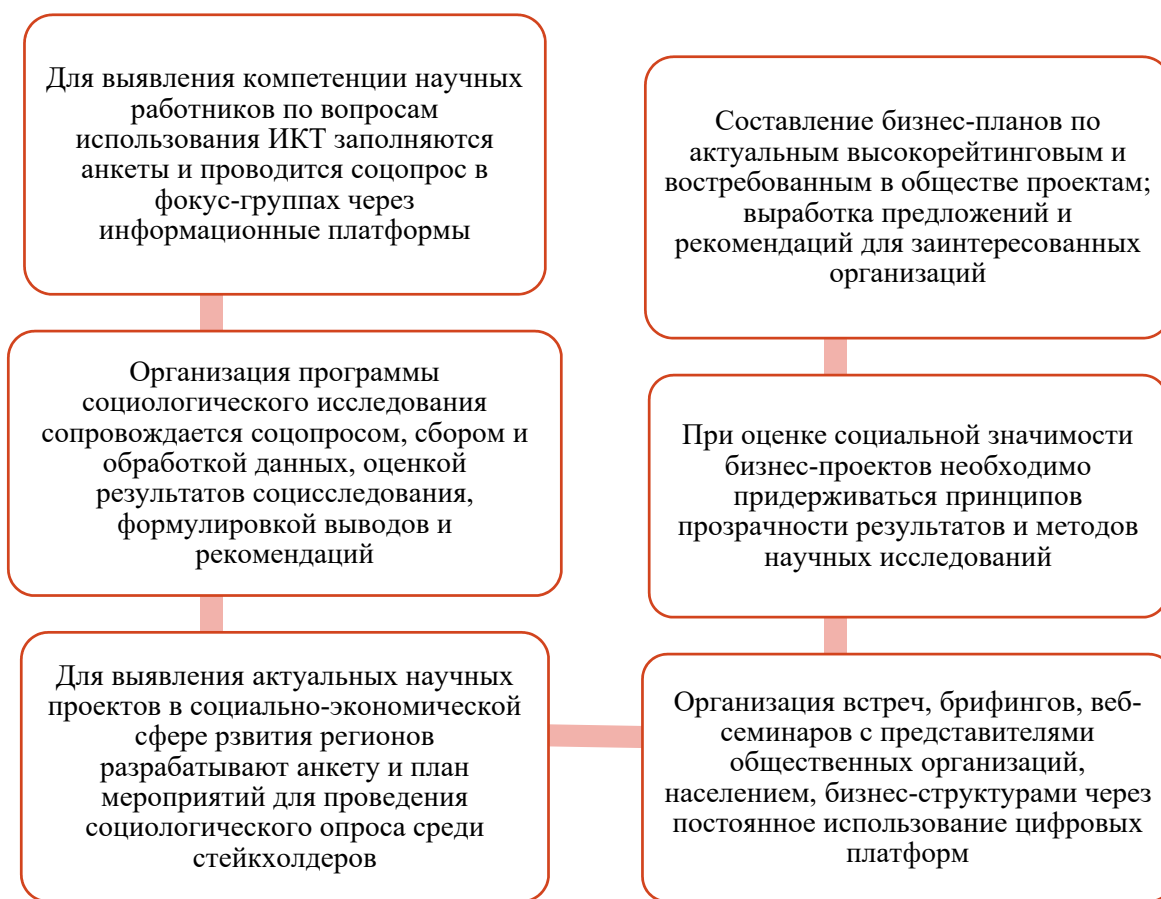 Для выявления компетенции научных
работников по вопросам
использования ИКТ заполняются
анкеты и проводится соцопрос в
фокус-группах через
информационные платформы
Организация программы
социологического исследования
сопровождается соцопросом, сбором и
обработкой данных, оценкой
результатов социсследования,
формулировкой выводов и
рекомендаций
Для выявления актуальных научных
проектов в социально-экономической
сфере рзвития регионов
разрабатывают анкету и план
мероприятий для проведения
социологического опроса среди
стейкхолдеров
Организация встреч, брифингов, веб-
семинаров с представителями
общественных организаций,
населением, бизнес-структурами через
постоянное использование цифровых
платформ
При оценке социальной значимости
бизнес-проектов необходимо
придерживаться принципов
прозрачности результатов и методов
научных исследований
Составление бизнес-планов по
актуальным высокорейтинговым и
востребованным в обществе проектам;
выработка предложений и
рекомендаций для заинтересованных
организаций